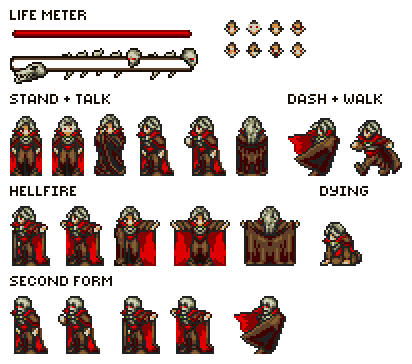 LIFE METER
STAND + TALK
DASH + WALK
HELLFIRE
DYING
SECOND FORM